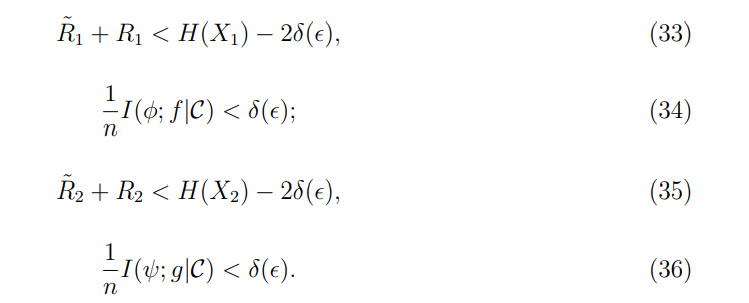 R̃₁ + R₁ < H(X₁) − 2δ(ϵ), (33)
1/n I(ϕ; f|𝒞) < δ(ϵ); (34)
R̃₂ + R₂ < H(X₂) − 2δ(ϵ), (35)
1/n I(ψ; g|𝒞) < δ(ϵ). (36)